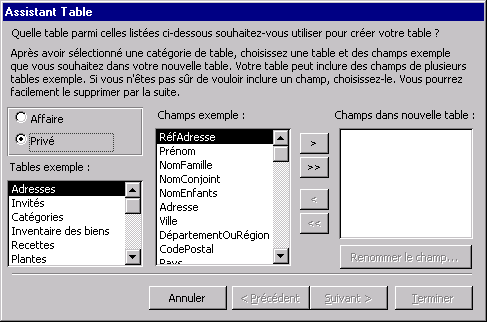 Assistant Table
Quelle table parmi celles listées ci-dessous souhaitez-vous utiliser pour créer votre table ?
Après avoir sélectionné une catégorie de table, choisissez une table et des champs exemple
que vous souhaitez dans votre nouvelle table. Votre table peut inclure des champs de plusieurs
tables exemple. Si vous n'êtes pas sûr de vouloir inclure un champ, choisissez-le. Vous pourrez
facilement le supprimer par la suite.
Affaire
Privé
Tables exemple :
Adresses
Invités
Catégories
Inventaire des biens
Recettes
Plantes
Champs exemple :
RéfAdresse
Prénom
NomFamille
NomConjoint
NomEnfants
Adresse
Ville
DépartementOuRégion
CodePostal
Pays
>
>>
<
<<
Champs dans nouvelle table :
Renommer le champ...
Annuler
< Précédent
Suivant >
Terminer